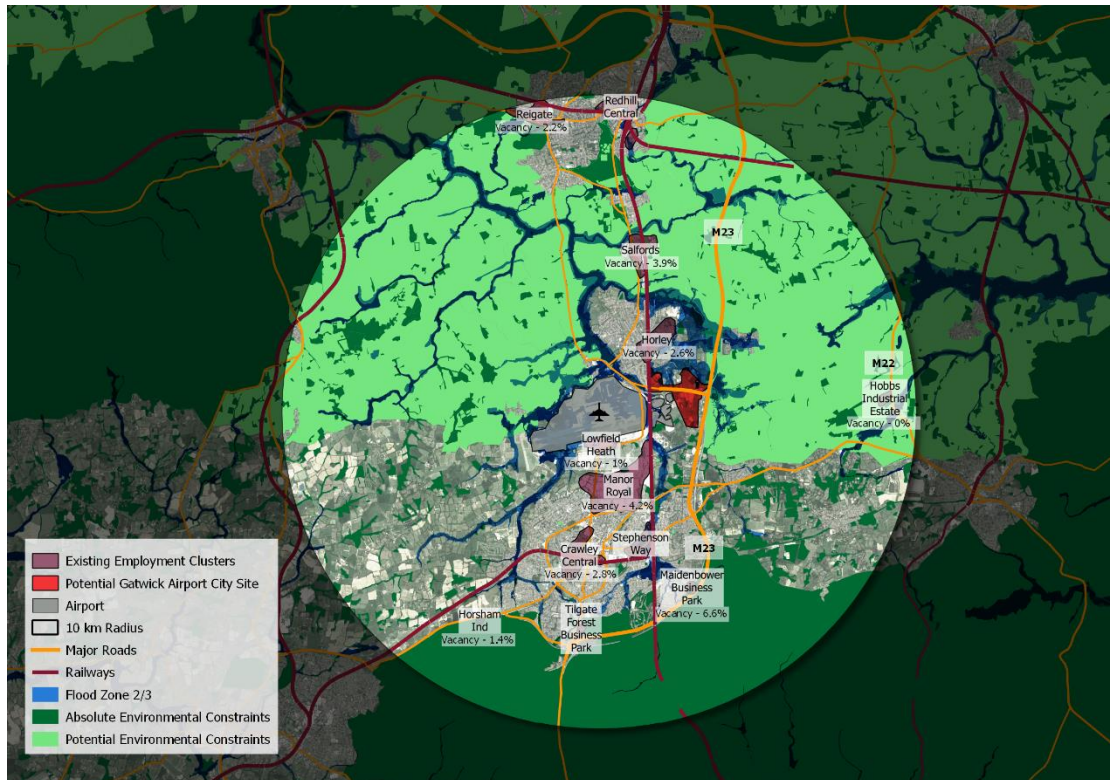 Reigate
Vacancy - 2.2%
Redhill
Central
M23
Salfords
Vacancy - 3.9%
Horley
Vacancy - 2.6%
M22
Hobbs
Industrial
Estate
Vacancy - 0%
Lowfield
Heath
Vacancy - 1%
Manor
Royal
Vacancy - 4.2%
Stephenson
Way
Crawley
Central
Vacancy - 2.8%
M23
Maidenbower
Business
Park
Vacancy - 6.6%
Horsham
Ind
Vacancy - 1.4%
Tilgate
Forest
Business
Park
Existing Employment Clusters
Potential Gatwick Airport City Site
Airport
10 km Radius
Major Roads
Railways
Flood Zone 2/3
Absolute Environmental Constraints
Potential Environmental Constraints